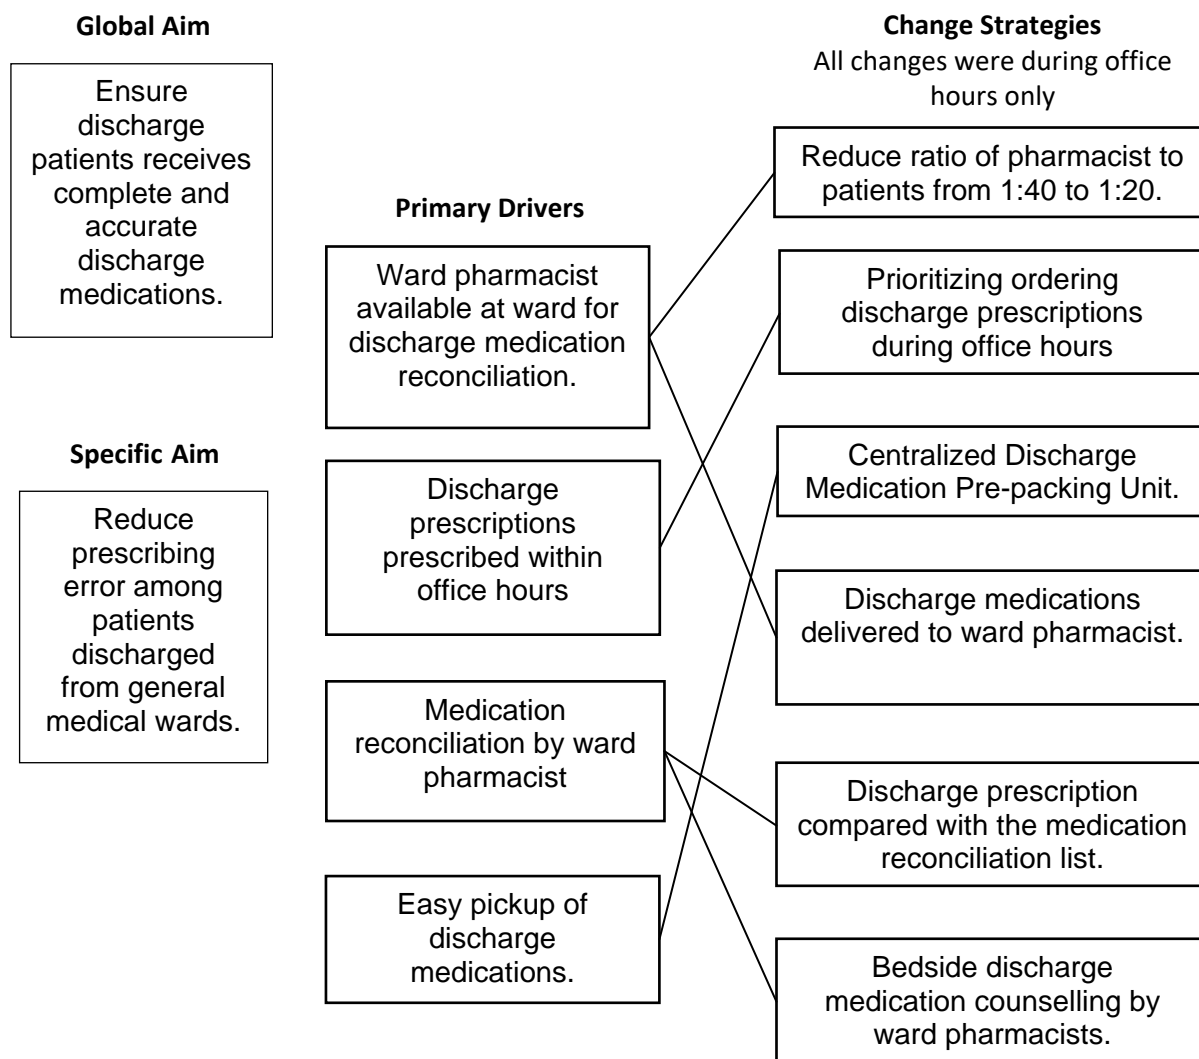 Global Aim
Ensure
discharge
patients receives
complete and
accurate
discharge
medications.
Specific Aim
Reduce
prescribing
error among
patients
discharged
from general
medical wards.
Primary Drivers
Ward pharmacist
available at ward for
discharge medication
reconciliation.
Discharge
prescriptions
prescribed within
office hours
Medication
reconciliation by ward
pharmacist
Easy pickup of
discharge
medications.
Change Strategies
All changes were during office
hours only
Reduce ratio of pharmacist to
patients from 1:40 to 1:20.
Prioritizing ordering
discharge prescriptions
during office hours
Centralized Discharge
Medication Pre-packing Unit.
Discharge medications
delivered to ward pharmacist.
Discharge prescription
compared with the medication
reconciliation list.
Bedside discharge
medication counselling by
ward pharmacists.